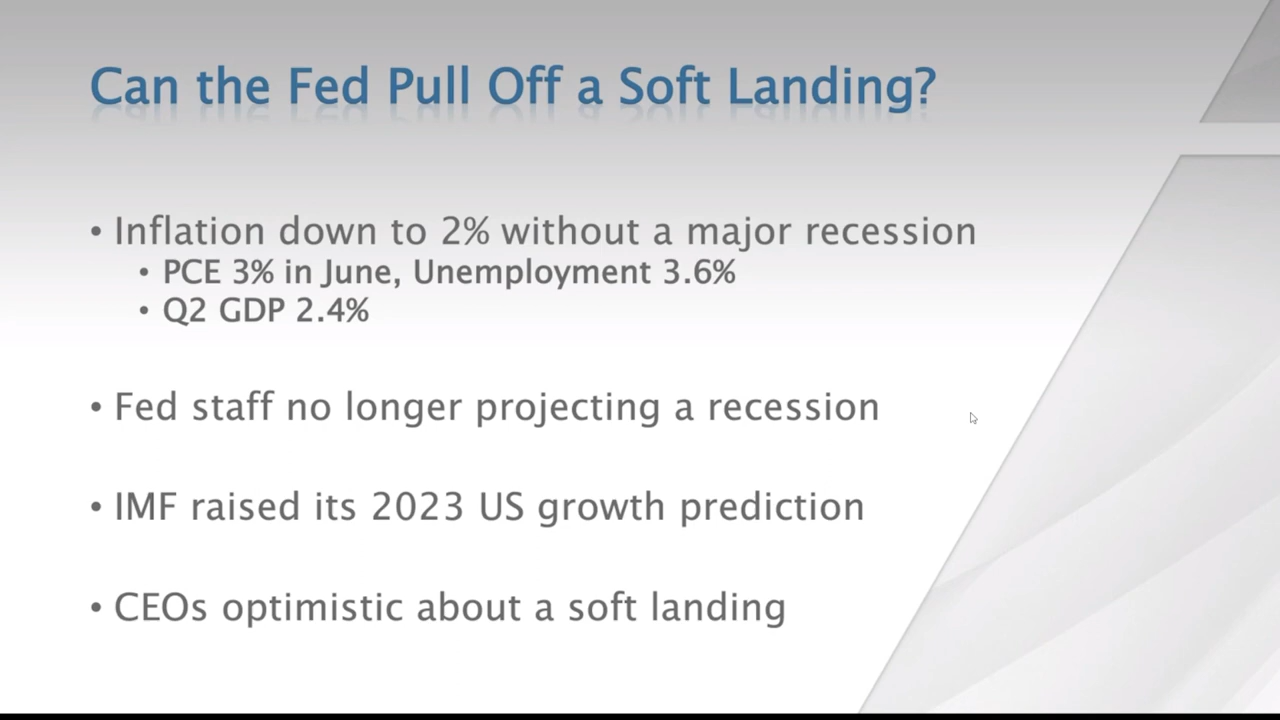 Can the Fed Pull Off a Soft Landing?
• Inflation down to 2% without a major recession
• PCE 3% in June, Unemployment 3.6%
• Q2 GDP 2.4%
• Fed staff no longer projecting a recession
• IMF raised its 2023 US growth prediction
• CEOs optimistic about a soft landing